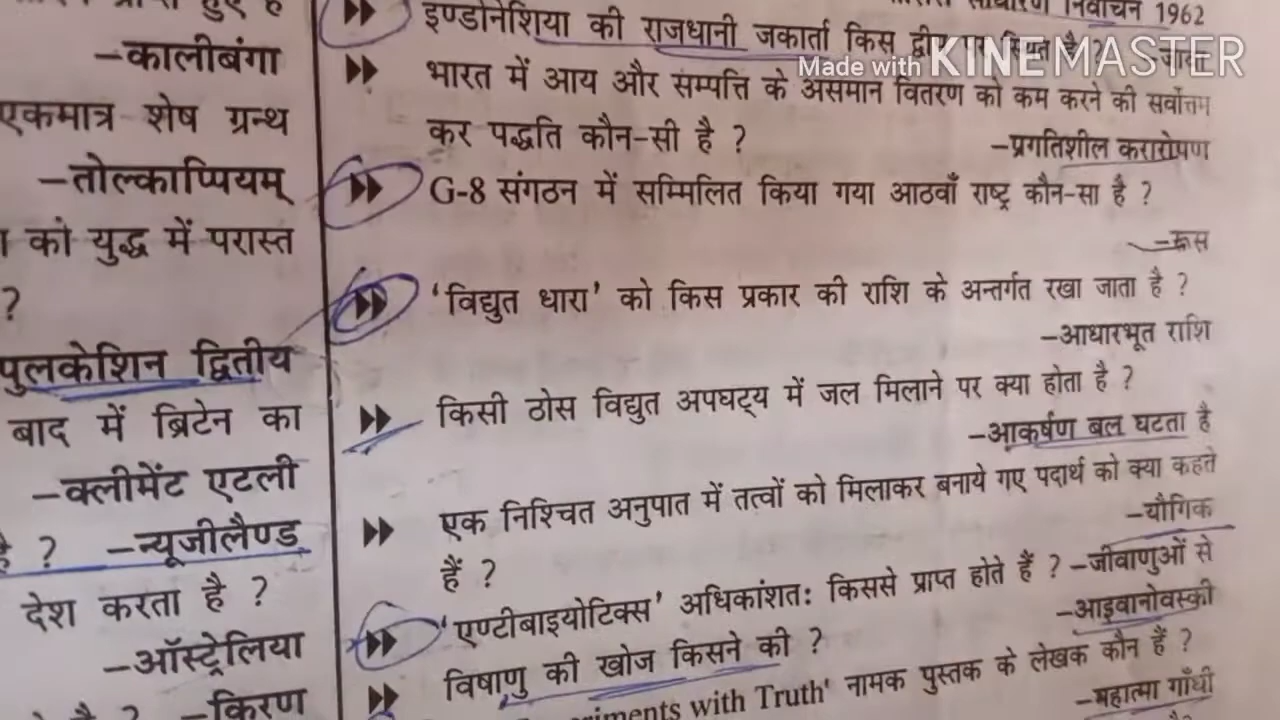 कालीबंगा
एकमात्र शेष ग्रन्थ
–तोल्काप्पियम्
को युद्ध में परास्त
?
पुलकेशिन द्वितीय
बाद में ब्रिटेन का
–क्लीमेंट एटली
? –न्यूजीलैण्ड
देश करता है ?
–ऑस्ट्रेलिया
–किरण
निर्वाचन 1962
इण्डोनेशिया की राजधानी जकार्ता किस द्वीप
Made with KINEMASTER
भारत में आय और सम्पत्ति के असमान वितरण को कम करने की सर्वोत्तम
कर पद्धति कौन-सी है ?
–प्रगतिशील करारोपण
G-8 संगठन में सम्मिलित किया गया आठवाँ राष्ट्र कौन-सा है ?
–रूस
'विद्युत धारा' को किस प्रकार की राशि के अन्तर्गत रखा जाता है ?
–आधारभूत राशि
किसी ठोस विद्युत अपघट्य में जल मिलाने पर क्या होता है ?
–आकर्षण बल घटता है
एक निश्चित अनुपात में तत्वों को मिलाकर बनाये गए पदार्थ को क्या कहते
हैं ?
–यौगिक
'एण्टीबाइयोटिक्स' अधिकांशतः किससे प्राप्त होते हैं ? –जीवाणुओं से
विषाणु की खोज किसने की ?
–आइवानोवस्की
with Truth' नामक पुस्तक के लेखक कौन हैं ?
–महात्मा गाँधी